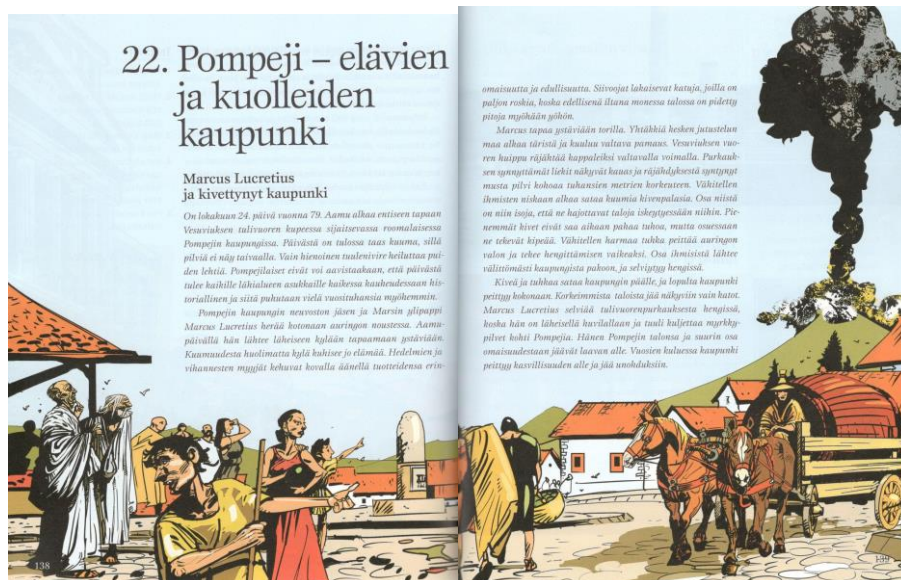 22. Pompeji – elävien
ja kuolleiden
kaupunki
Marcus Lucretius
ja kivettynyt kaupunki
On lokakuun 24. päivä vuonna 79. Aamu alkaa entiseen tapaan
Vesuviuksen tulivuoren kupeessa sijaitsevassa roomalaisessa
Pompejin kaupungissa. Päivästä on tulossa taas kuuma, sillä
pilviä ei näy taivaalla. Vain hienoinen tuulenvire heiluttaa pui-
den lehtiä. Pompejilaiset eivät voi aavistaakaan, että päivästä
tulee kaikille lähialueen asukkaille kaikessa kauheudessaan his-
toriallinen ja siitä puhutaan vielä vuosituhansia myöhemmin.
Pompejin kaupungin neuvoston jäsen ja Marsin ylipappi
Marcus Lucretius herää kotonaan auringon noustessa. Aamu-
päivällä hän lähtee läheiseen kylään tapaamaan ystäviään.
Kuumuudesta huolimatta kylä kuhisee jo elämää. Hedelmien ja
vihannesten myyjät kehuvat kovalla äänellä tuotteidensa erin-
138
omaisuutta ja edullisuutta. Siivoojat lakaisevat katuja, joilla on
paljon roskia, koska edellisenä iltana monessa talossa on pidetty
pitoja myöhään yöhön.
Marcus tapaa ystäviään torilla. Yhtäkkiä kesken jutustelun
maa alkaa täristä ja kuuluu valtava pamaus. Vesuviuksen vuo-
ren huippu räjähtää kappaleiksi valtavalla voimalla. Purkauk-
sen synnyttämät liekit näkyvät kauas ja räjähdyksestä syntynyt
musta pilvi kohoaa tuhansien metrien korkeuteen. Vähitellen
ihmisten niskaan alkaa sataa kuumia kivenpalasia. Osa niistä
on niin isoja, että ne hajottavat taloja iskeytyessään niihin. Pie-
nemmät kivet eivät saa aikaan pahaa tuhoa, mutta osuessaan
ne tekevät kipeää. Vähitellen harmaa tuhka peittää auringon
valon ja tekee hengittämisen vaikeaksi. Osa ihmisistä lähtee
välittömästi kaupungista pakoon, ja selviytyy hengissä.
Kiveä ja tuhkaa sataa kaupungin päälle, ja lopulta kaupunki
peittyy kokonaan. Korkeimmista taloista jää näkyviin vain katot.
Marcus Lucretius selviää tulivuorenpurkauksesta hengissä,
koska hän on läheisellä huvilallaan ja tuuli kuljettaa myrkky-
pilvet kohti Pompejia. Hänen Pompejin talonsa ja suurin osa
omaisuudestaan jäävät laavan alle. Vuosien kuluessa kaupunki
peittyy kasvillisuuden alle ja jää unohduksiin.
139